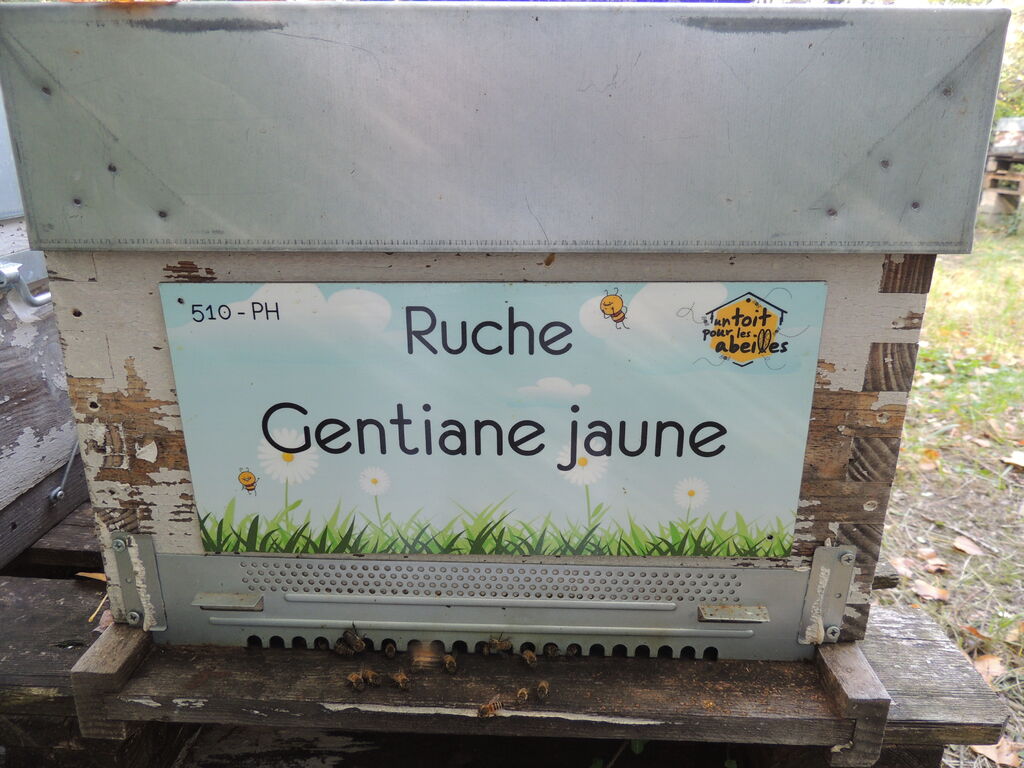 510 - PH
Ruche
un toit
pour les
abeilles
Gentiane jaune